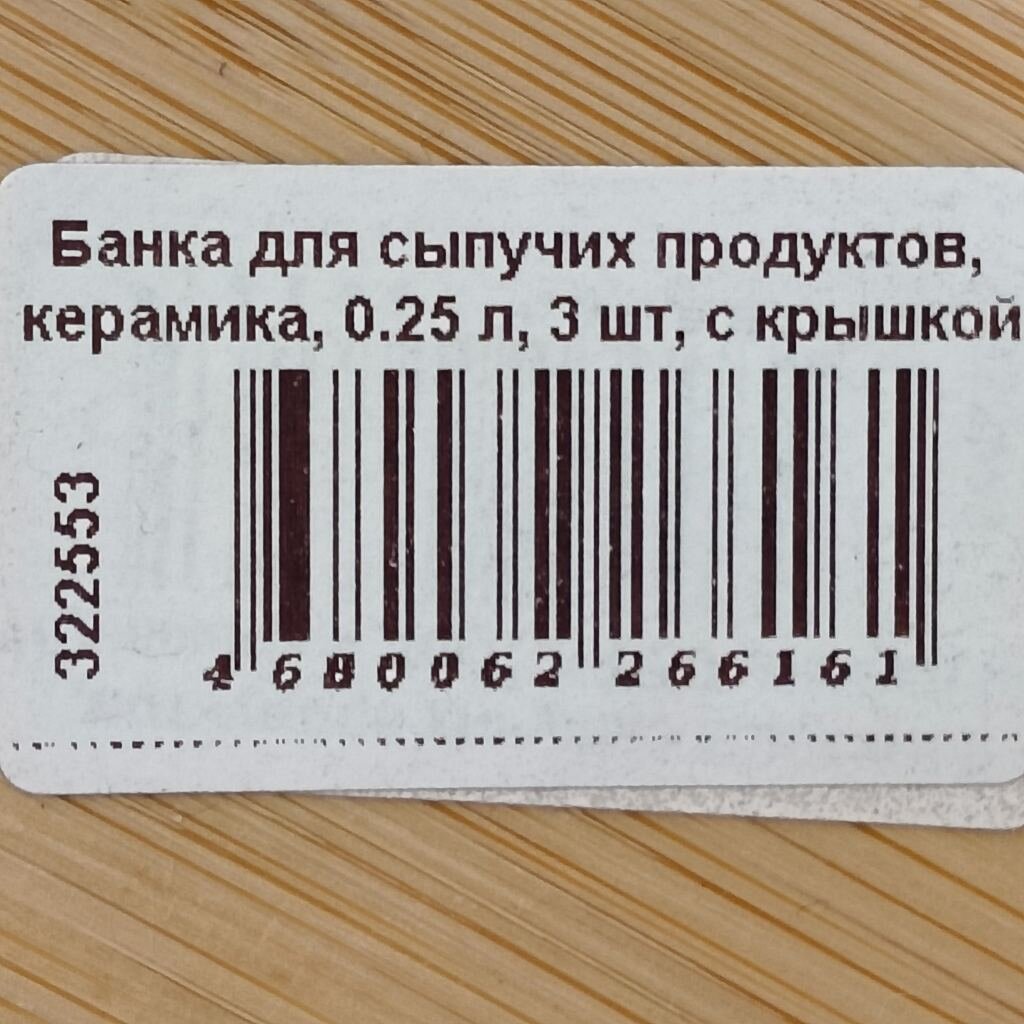 Банка для сыпучих продуктов,
керамика, 0.25 л, 3 шт, с крышкой
322553
4 680062 266161